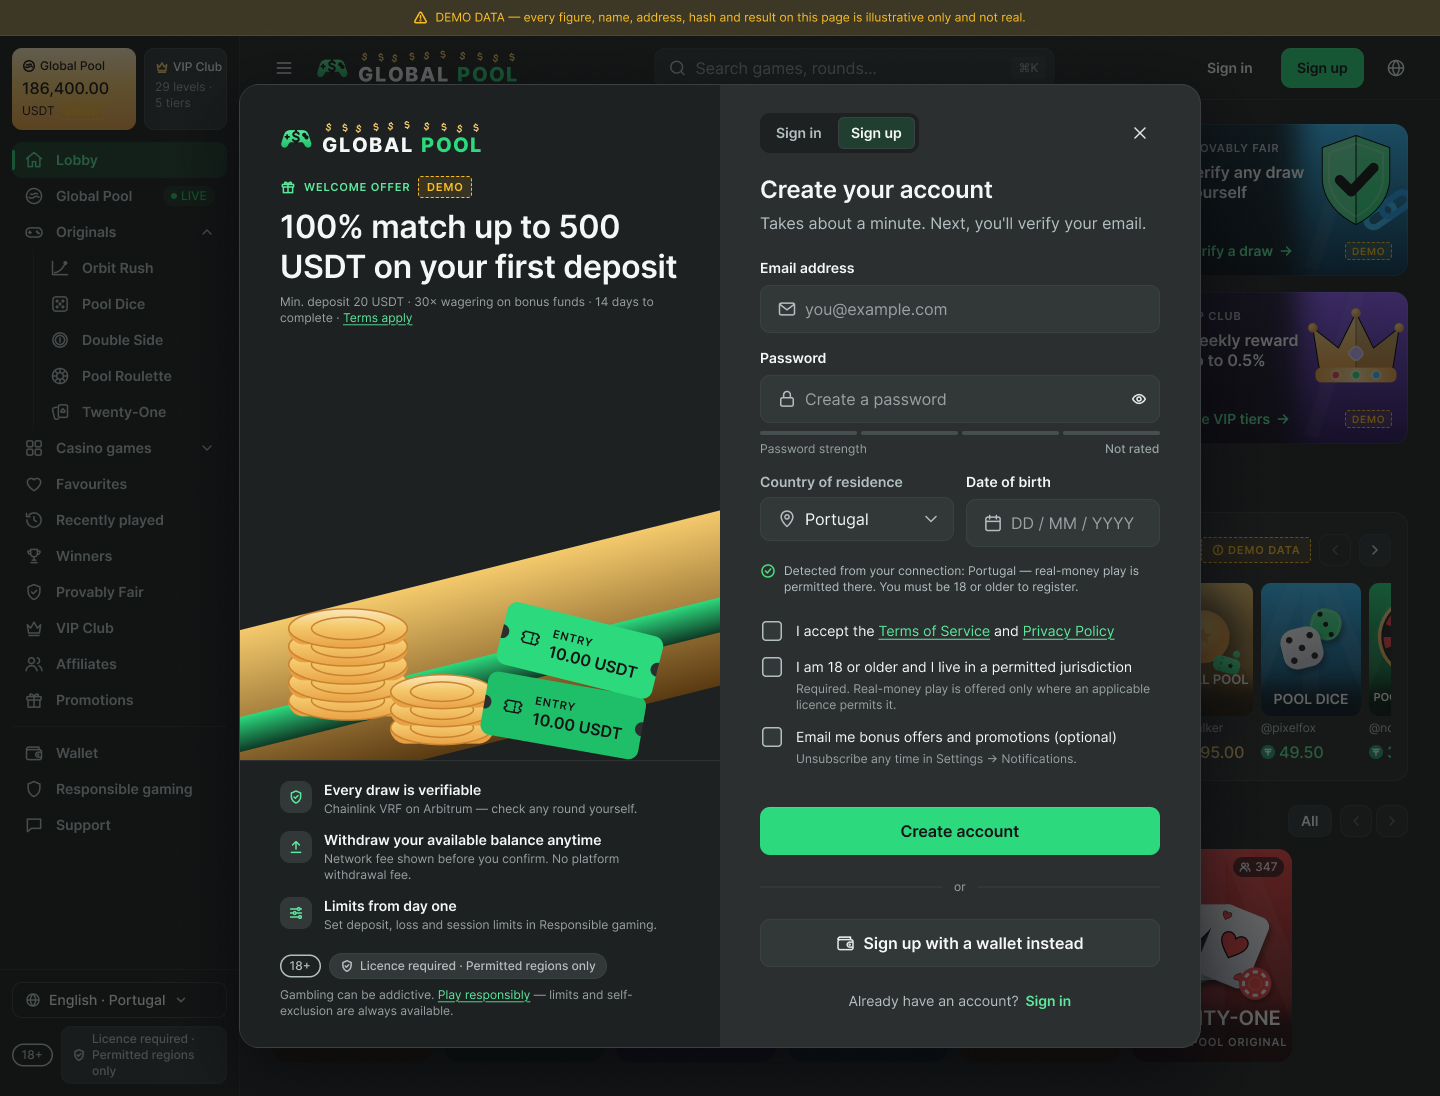 DEMO DATA — every figure, name, address, hash and result on this page is illustrative only and not real.
Global Pool
186,400.00
USDT
VIP Club
29 levels ·
5 tiers
$ $ $ $ $ $ $ $ $
GLOBAL POOL
Search games, rounds...
⌘K
Sign in
Sign up
Lobby
Global Pool
LIVE
Originals
Orbit Rush
Pool Dice
Double Side
Pool Roulette
Twenty-One
Casino games
Favourites
Recently played
Winners
Provably Fair
VIP Club
Affiliates
Promotions
Wallet
Responsible gaming
Support
English · Portugal
18+
Licence required ·
Permitted regions
only
$ $ $ $ $ $ $ $ $
GLOBAL POOL
WELCOME OFFER
DEMO
100% match up to 500
USDT on your first deposit
Min. deposit 20 USDT · 30× wagering on bonus funds · 14 days to
complete · Terms apply
ENTRY
10.00 USDT
ENTRY
10.00 USDT
Every draw is verifiable
Chainlink VRF on Arbitrum — check any round yourself.
Withdraw your available balance anytime
Network fee shown before you confirm. No platform
withdrawal fee.
Limits from day one
Set deposit, loss and session limits in Responsible gaming.
18+
Licence required · Permitted regions only
Gambling can be addictive. Play responsibly — limits and self-
exclusion are always available.
Sign in
Sign up
Create your account
Takes about a minute. Next, you'll verify your email.
Email address
you@example.com
Password
Create a password
Password strength
Not rated
Country of residence
Date of birth
Portugal
DD / MM / YYYY
Detected from your connection: Portugal — real-money play is
permitted there. You must be 18 or older to register.
I accept the Terms of Service and Privacy Policy
I am 18 or older and I live in a permitted jurisdiction
Required. Real-money play is offered only where an applicable
licence permits it.
Email me bonus offers and promotions (optional)
Unsubscribe any time in Settings → Notifications.
Create account
or
Sign up with a wallet instead
Already have an account? Sign in
OVABLY FAIR
erify any draw
ourself
rify a draw →
DEMO
P CLUB
eekly reward
to 0.5%
e VIP tiers →
DEMO
DEMO DATA
L POOL
POOL DICE
POO
lker
@pixelfox
@no
95.00
49.50
All
347
TY-ONE
POOL ORIGINAL